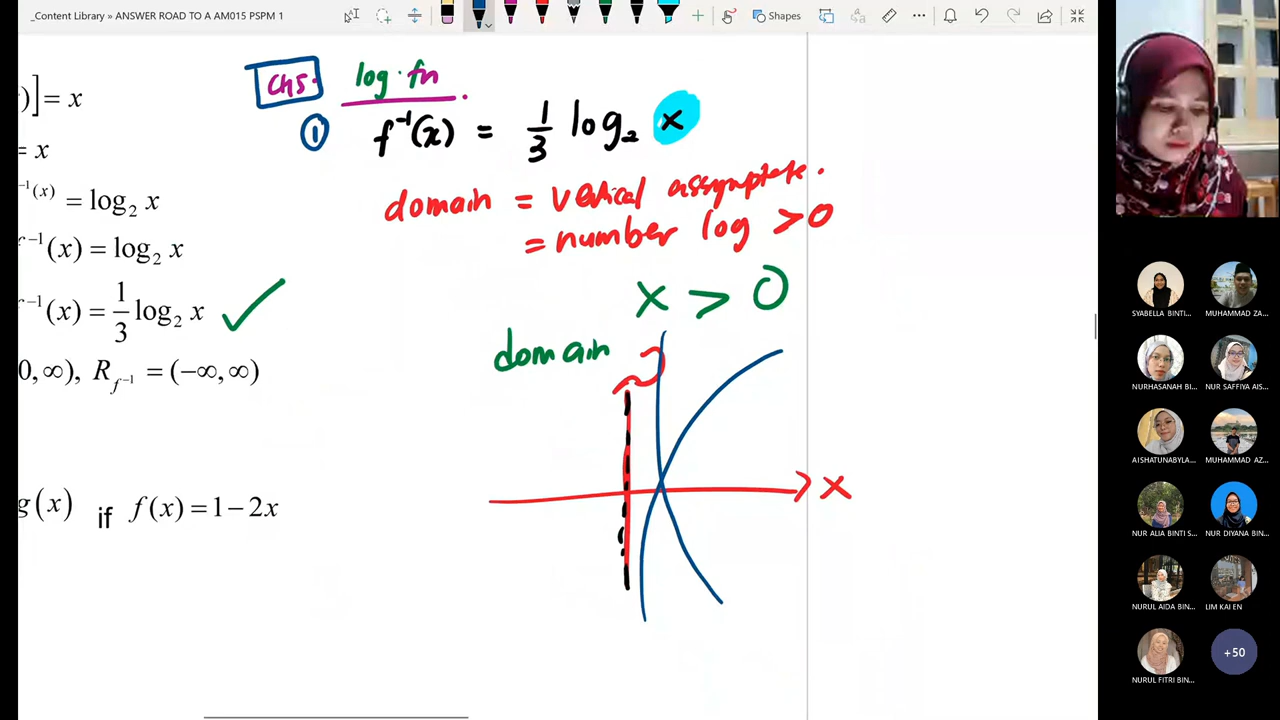 _Content Library » ANSWER ROAD TO A AM015 PSPM 1
Shapes
)] = x
= x
⁻¹(x) = log₂ x
f⁻¹(x) = log₂ x
f⁻¹(x) = 1/3 log₂ x ✓
0,∞), R_f⁻¹ = (−∞,∞)
g(x) if f(x) = 1 − 2x
Ch5. log fn
① f⁻¹(x) = 1/3 log₂ x
domain = vetical assymptote.
= number log > 0
x > 0
domain
x
SYABELLA BINTI...
MUHAMMAD ZA...
NURHASANAH BI...
NUR SAFFIYA AIS...
AISHATUNABYLA...
MUHAMMAD AZ...
NUR ALIA BINTI S...
NUR DIYANA BIN...
NURUL AIDA BIN...
LIM KAI EN
NURUL FITRI BIN...
+50